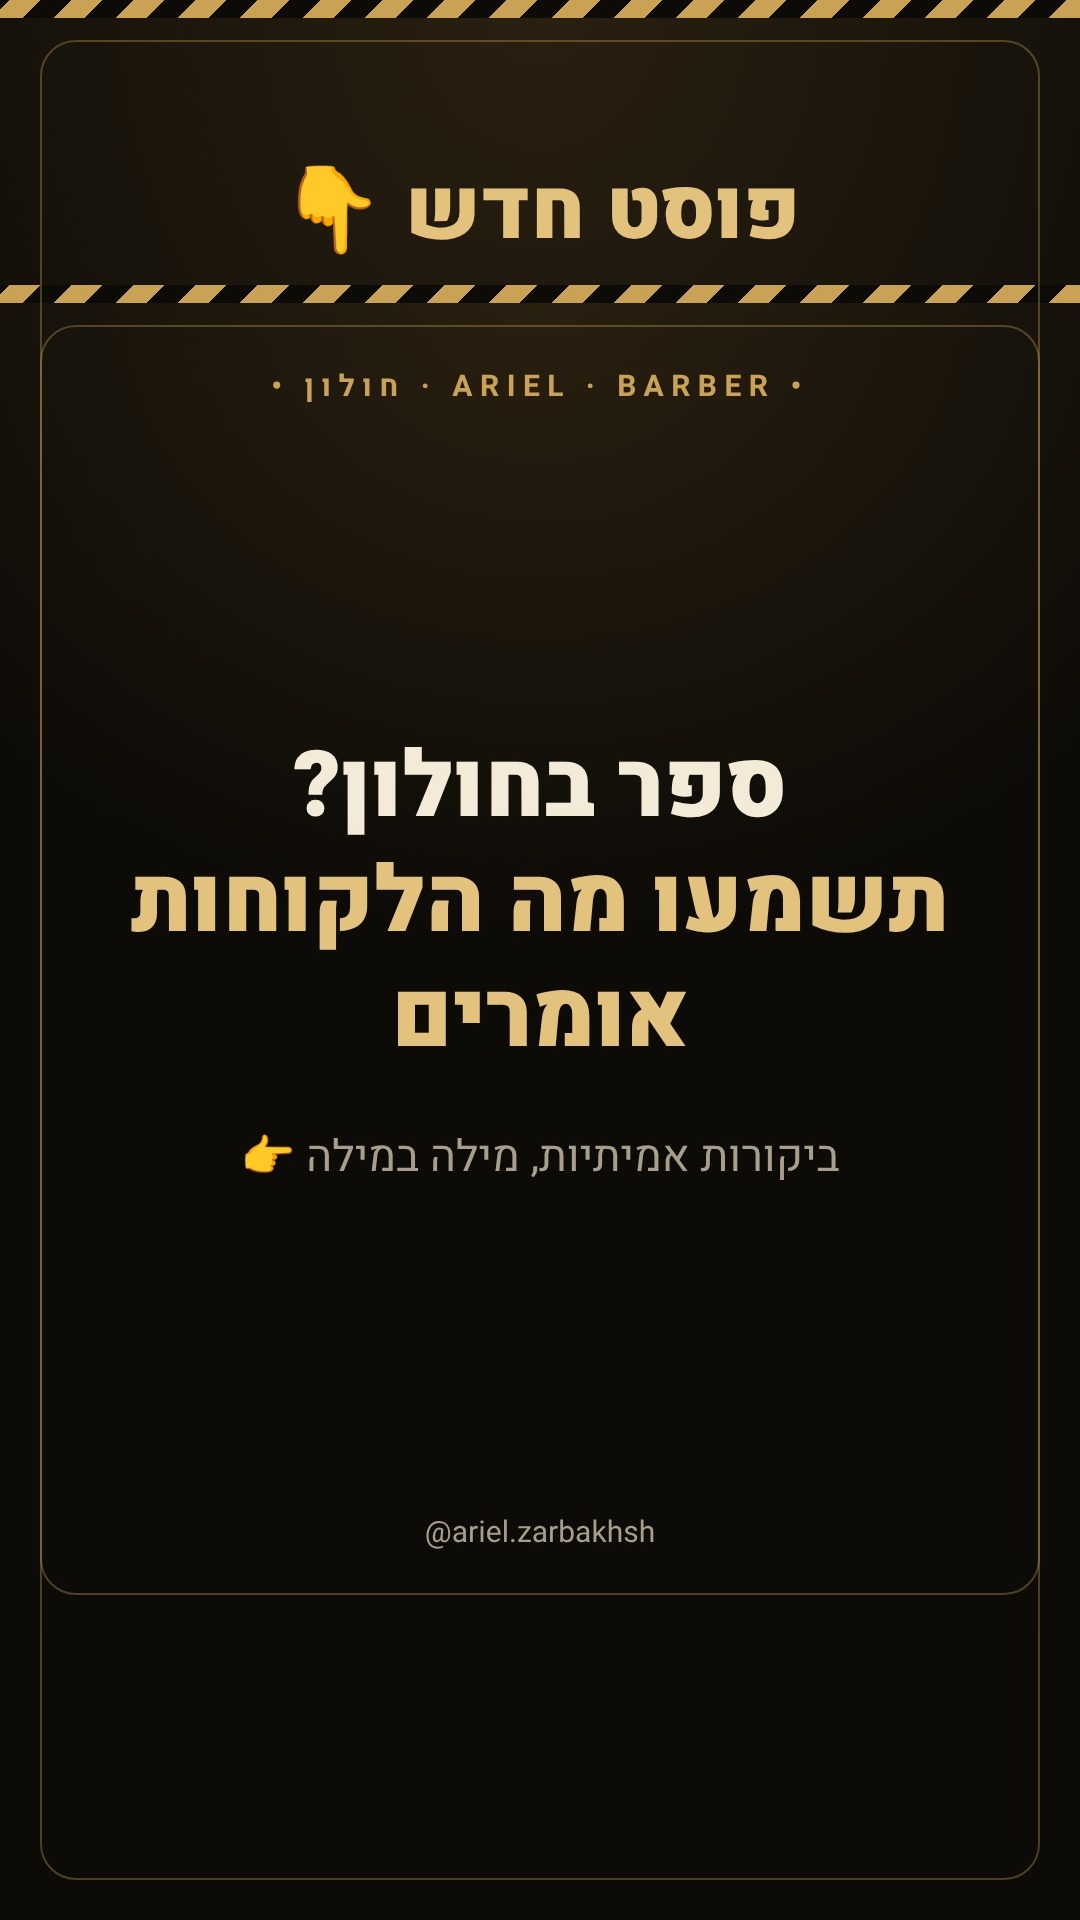 פוסט חדש 👇
• ARIEL · BARBER · חולון •
ספר בחולון?
תשמעו מה הלקוחות
אומרים
ביקורות אמיתיות, מילה במילה 👉
@ariel.zarbakhsh